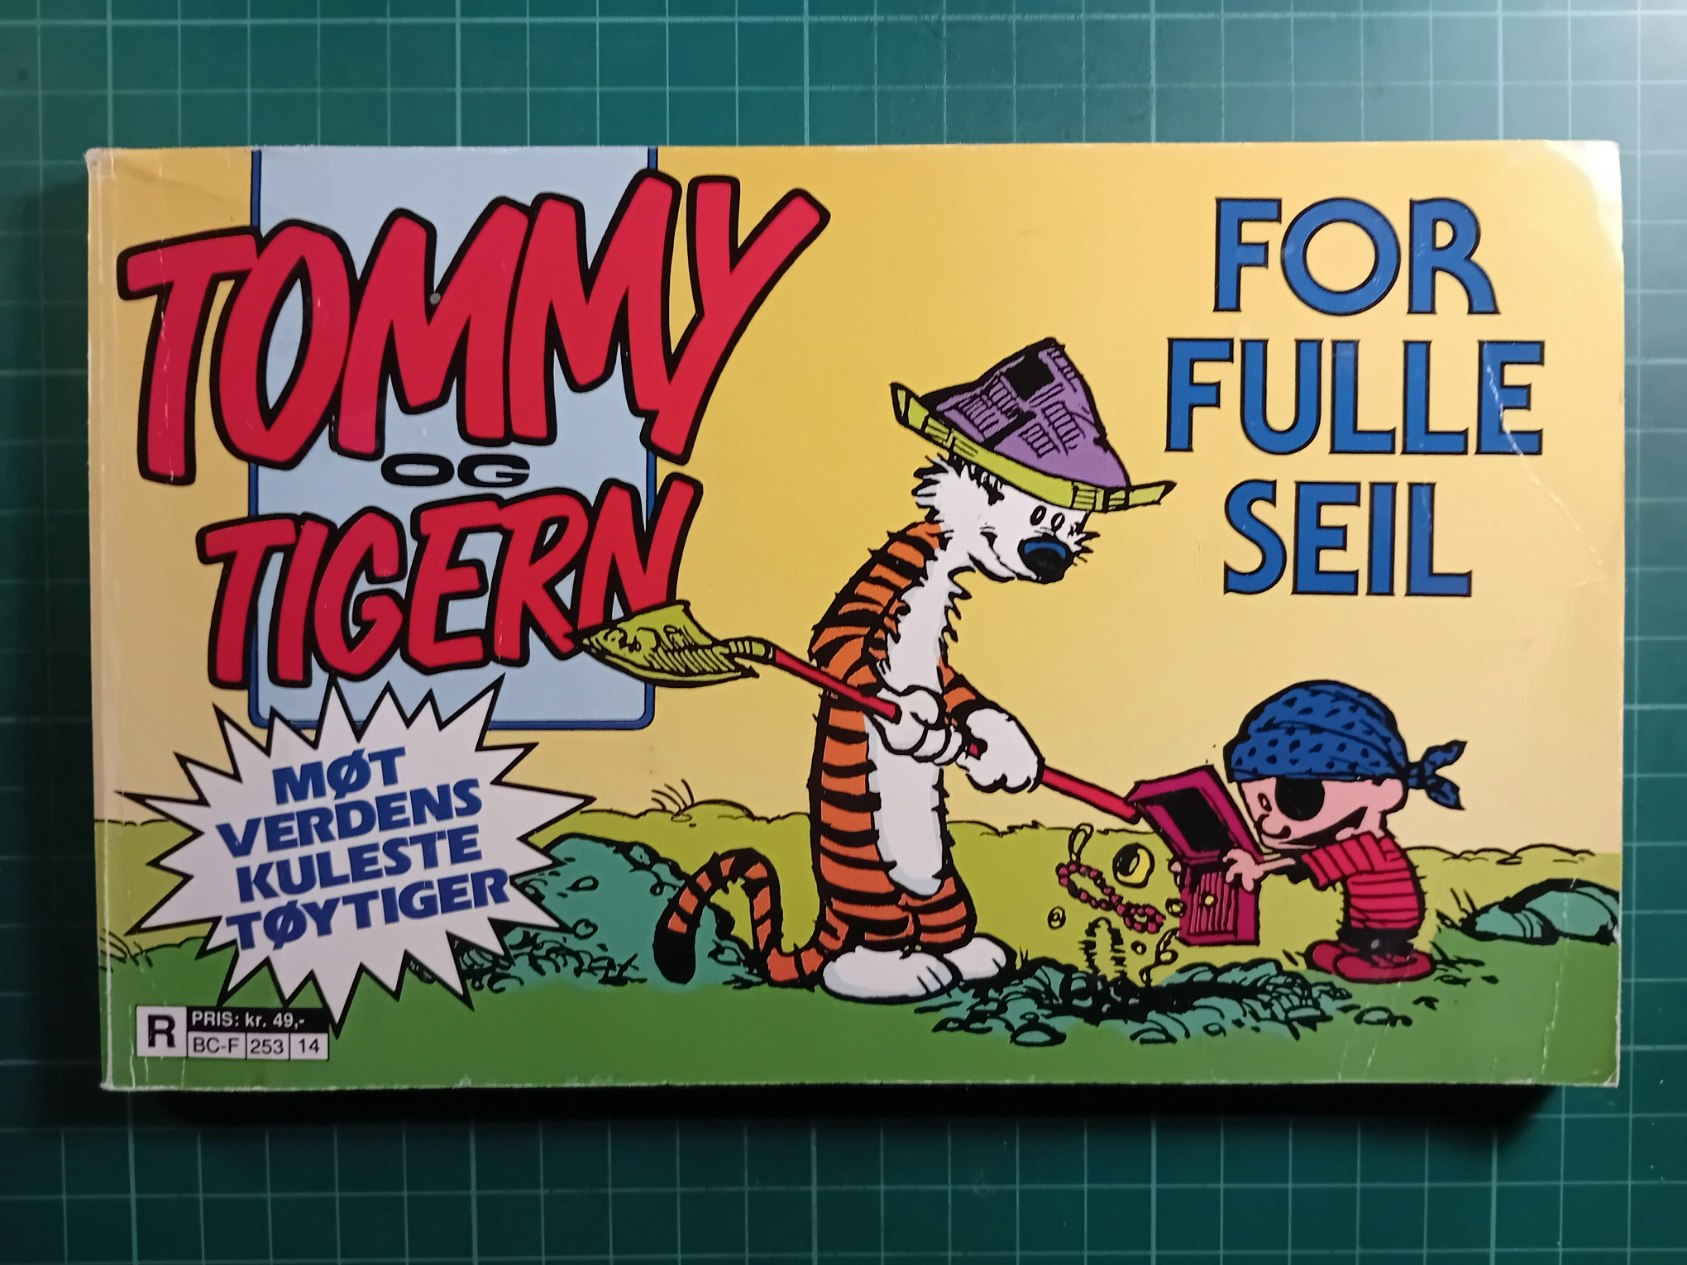 TOMMY
OG
TIGERN
FOR
FULLE
SEIL
MØT
VERDENS
KULESTE
TØYTIGER
R
PRIS: kr. 49,-
BC-F 253 14